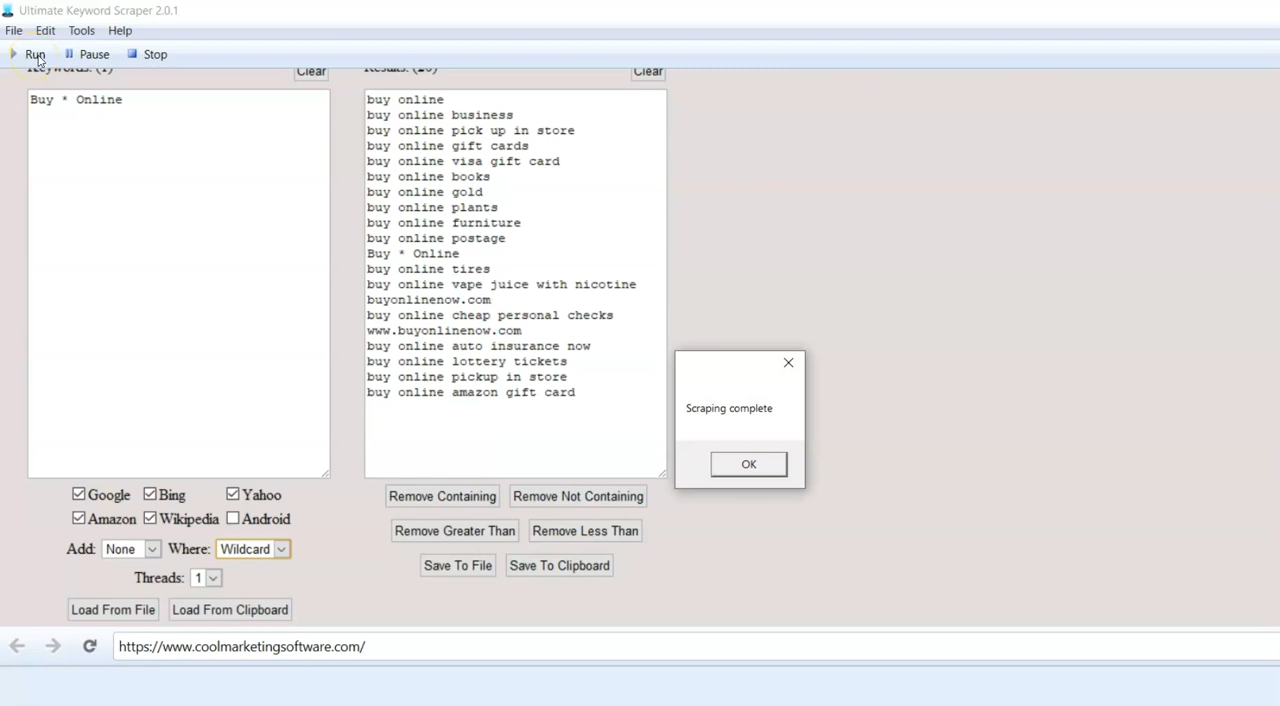 Ultimate Keyword Scraper 2.0.1
File Edit Tools Help
Run Pause Stop
Keywords: (1) Clear
Results: (20) Clear
Buy * Online
buy online
buy online business
buy online pick up in store
buy online gift cards
buy online visa gift card
buy online books
buy online gold
buy online plants
buy online furniture
buy online postage
Buy * Online
buy online tires
buy online vape juice with nicotine
buyonlinenow.com
buy online cheap personal checks
www.buyonlinenow.com
buy online auto insurance now
buy online lottery tickets
buy online pickup in store
buy online amazon gift card
Scraping complete
OK
Google Bing Yahoo
Amazon Wikipedia Android
Add: None Where: Wildcard
Threads: 1
Load From File Load From Clipboard
Remove Containing Remove Not Containing
Remove Greater Than Remove Less Than
Save To File Save To Clipboard
https://www.coolmarketingsoftware.com/